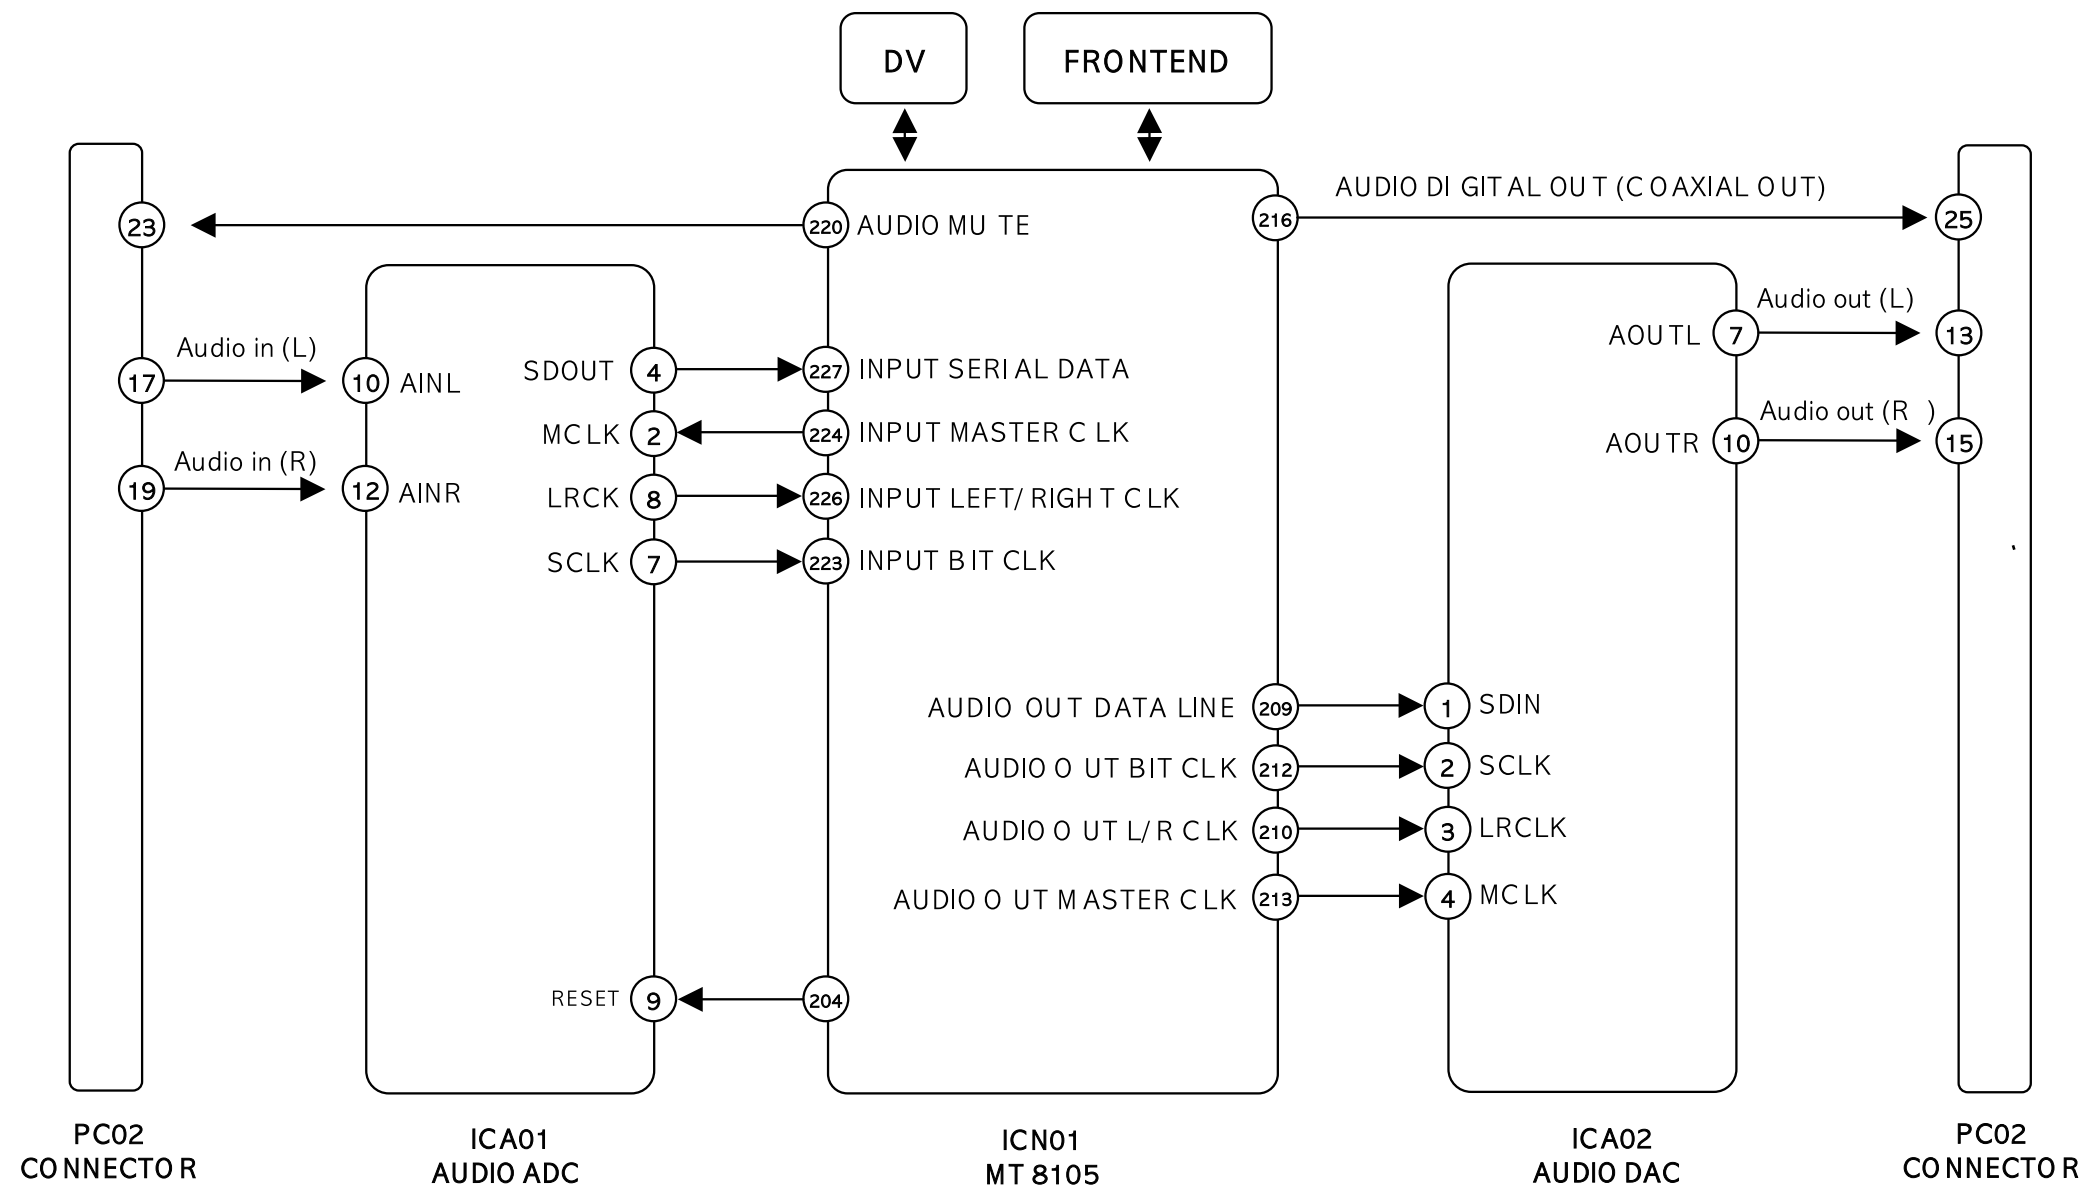 DV
FRONTEND
AUDIO DIGITAL OUT (COAXIAL OUT)
23
220
AUDIO MUTE
216
25
Audio out (L)
AOUTL
7
13
Audio in (L)
17
10
AINL
SDOUT
4
227
INPUT SERIAL DATA
Audio out (R)
AOUTR
10
15
MCLK
2
224
INPUT MASTER CLK
Audio in (R)
19
12
AINR
LRCK
8
226
INPUT LEFT/RIGHT CLK
SCLK
7
223
INPUT BIT CLK
AUDIO OUT DATA LINE
209
1
SDIN
AUDIO OUT BIT CLK
212
2
SCLK
AUDIO OUT L/R CLK
210
3
LRCLK
AUDIO OUT MASTER CLK
213
4
MCLK
RESET
9
204
PC02
CONNECTOR
ICA01
AUDIO ADC
ICN01
MT 8105
ICA02
AUDIO DAC
PC02
CONNECTOR